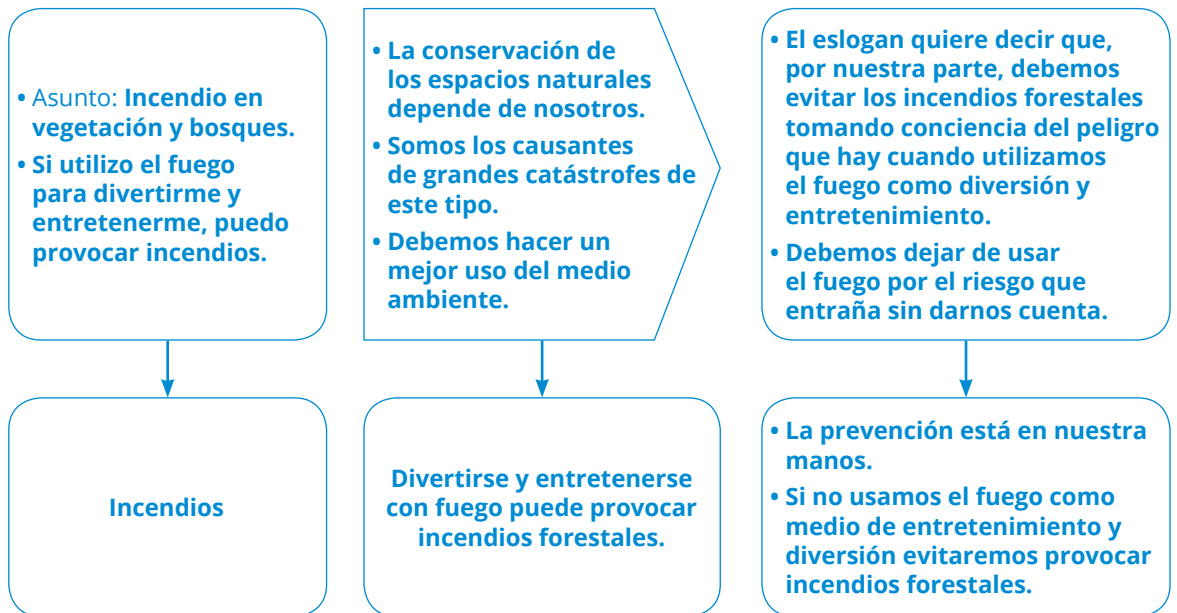 • Asunto: Incendio en
vegetación y bosques.
• Si utilizo el fuego
para divertirme y
entretenerme, puedo
provocar incendios.
• La conservación de
los espacios naturales
depende de nosotros.
• Somos los causantes
de grandes catástrofes de
este tipo.
• Debemos hacer un
mejor uso del medio
ambiente.
• El eslogan quiere decir que,
por nuestra parte, debemos
evitar los incendios forestales
tomando conciencia del peligro
que hay cuando utilizamos
el fuego como diversión y
entretenimiento.
• Debemos dejar de usar
el fuego por el riesgo que
entraña sin darnos cuenta.
Incendios
Divertirse y entretenerse
con fuego puede provocar
incendios forestales.
• La prevención está en nuestra
manos.
• Si no usamos el fuego como
medio de entretenimiento y
diversión evitaremos provocar
incendios forestales.